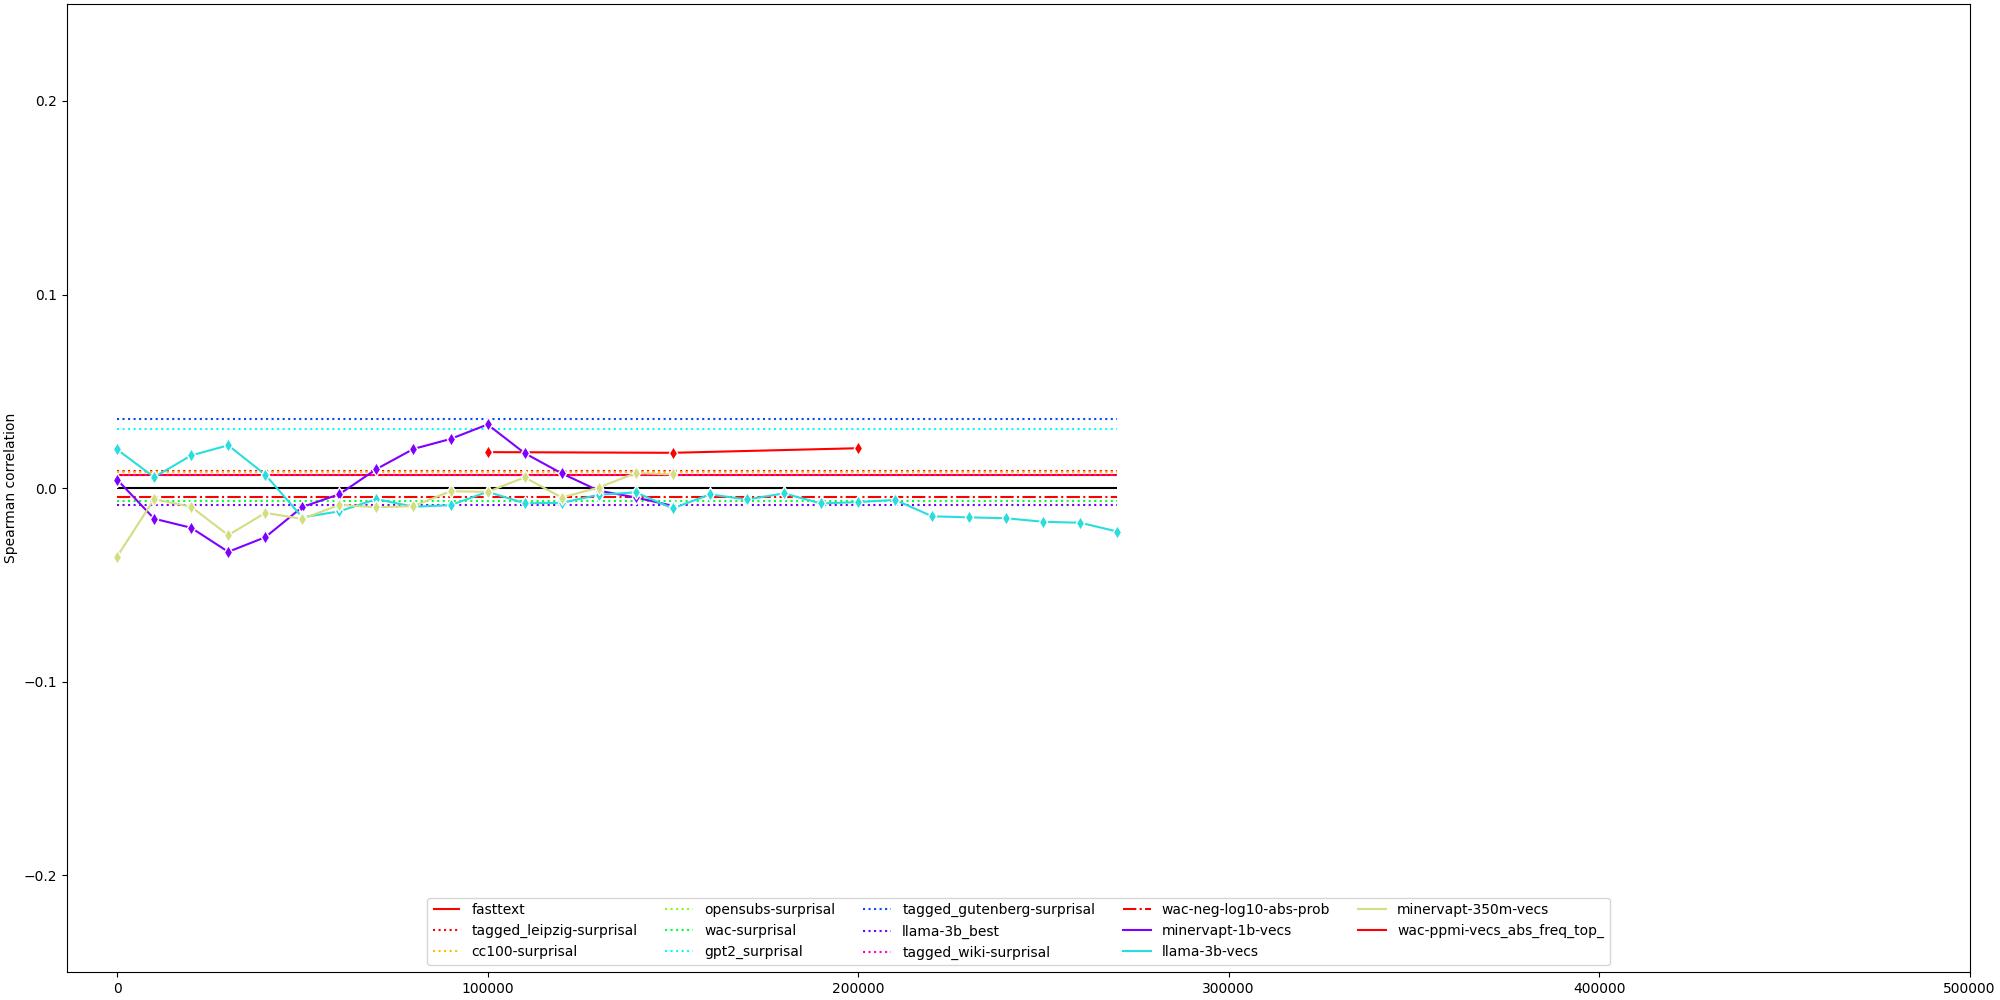 0.2
0.1
0.0
−0.1
−0.2
Spearman correlation
fasttext
tagged_leipzig-surprisal
cc100-surprisal
opensubs-surprisal
wac-surprisal
gpt2_surprisal
tagged_gutenberg-surprisal
llama-3b_best
tagged_wiki-surprisal
wac-neg-log10-abs-prob
minervapt-1b-vecs
llama-3b-vecs
minervapt-350m-vecs
wac-ppmi-vecs_abs_freq_top_
0 100000 200000 300000 400000 500000